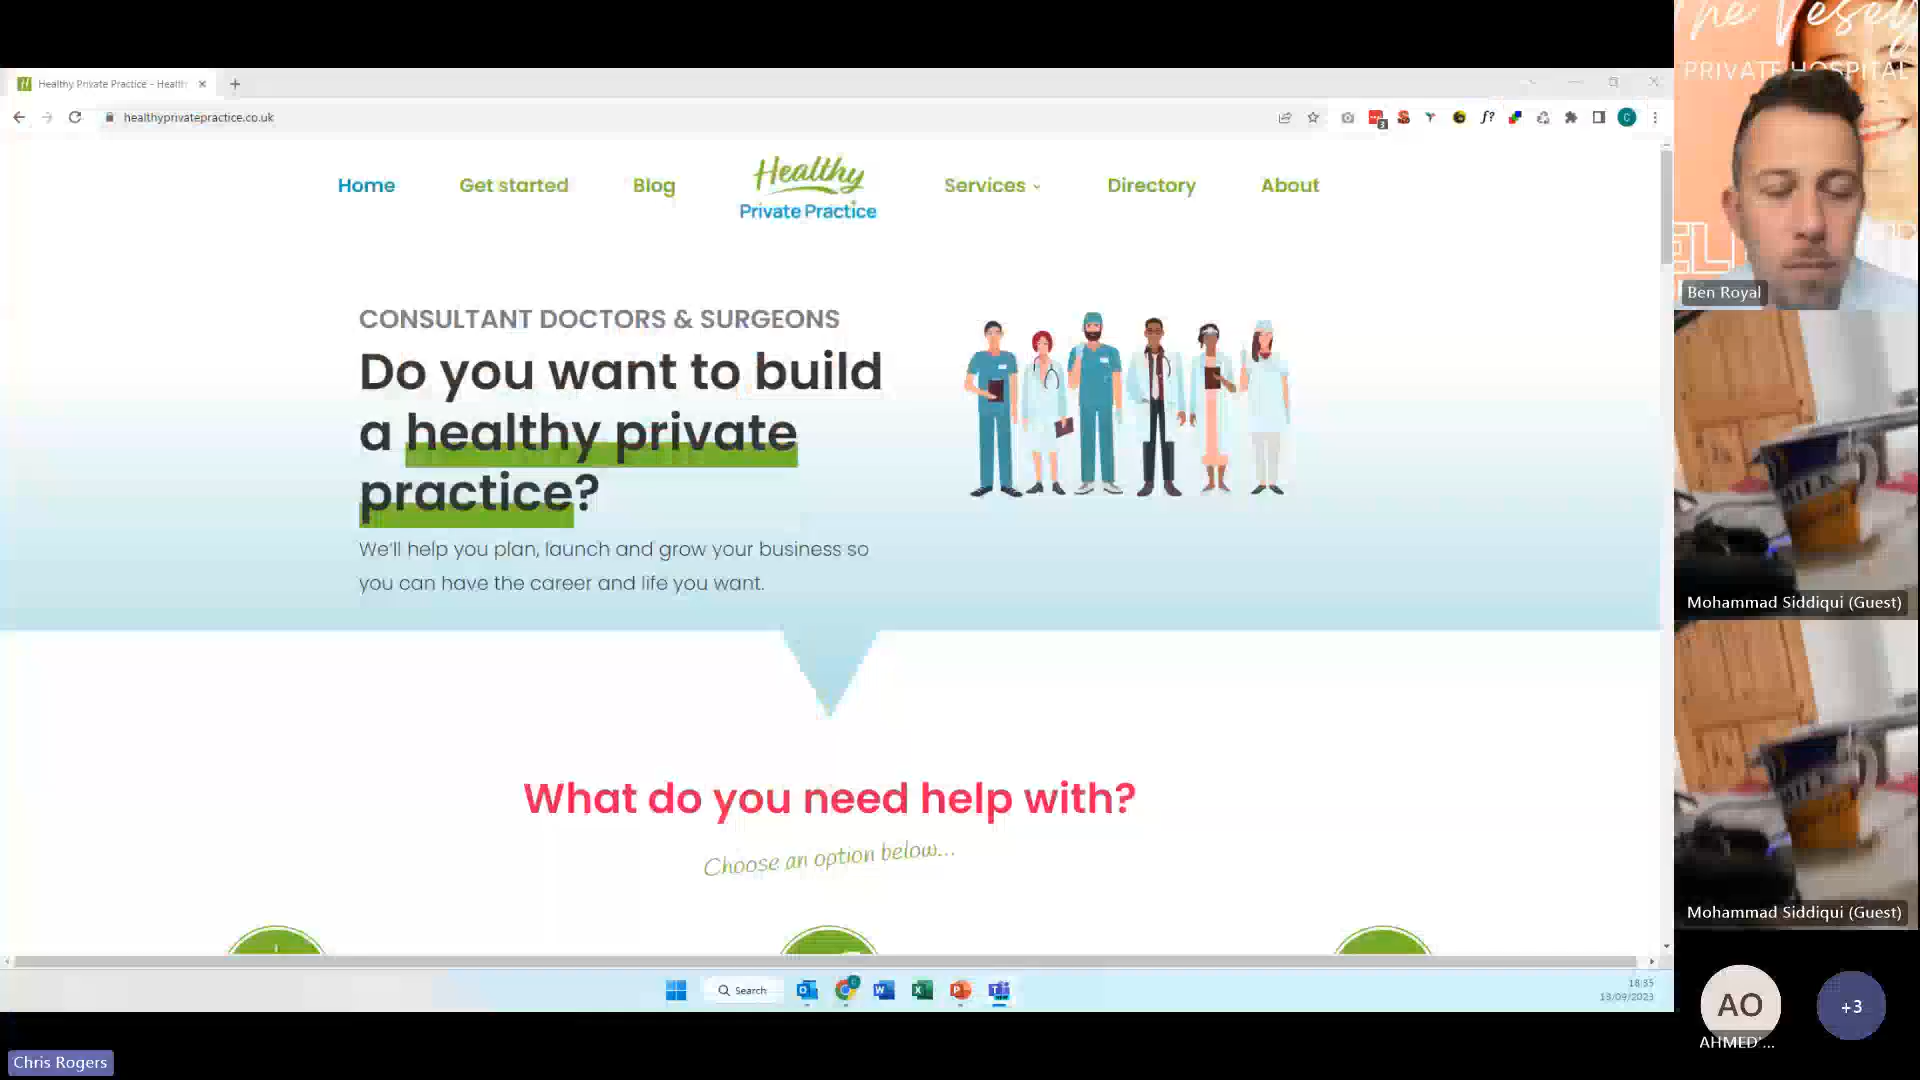 Healthy Private Practice – Health
healthyprivatepractice.co.uk
3
f?
C
Home
Get started
Blog
Healthy
Private Practice
Services
Directory
About
CONSULTANT DOCTORS & SURGEONS
Do you want to build
a healthy private
practice?
We'll help you plan, launch and grow your business so
you can have the career and life you want.
What do you need help with?
Choose an option below...
Search
18:35
13/09/2023
Chris Rogers
The Vesey
PRIVATE HOSPITAL
Ben Royal
Mohammad Siddiqui (Guest)
Mohammad Siddiqui (Guest)
AO
AHMED'...
+3